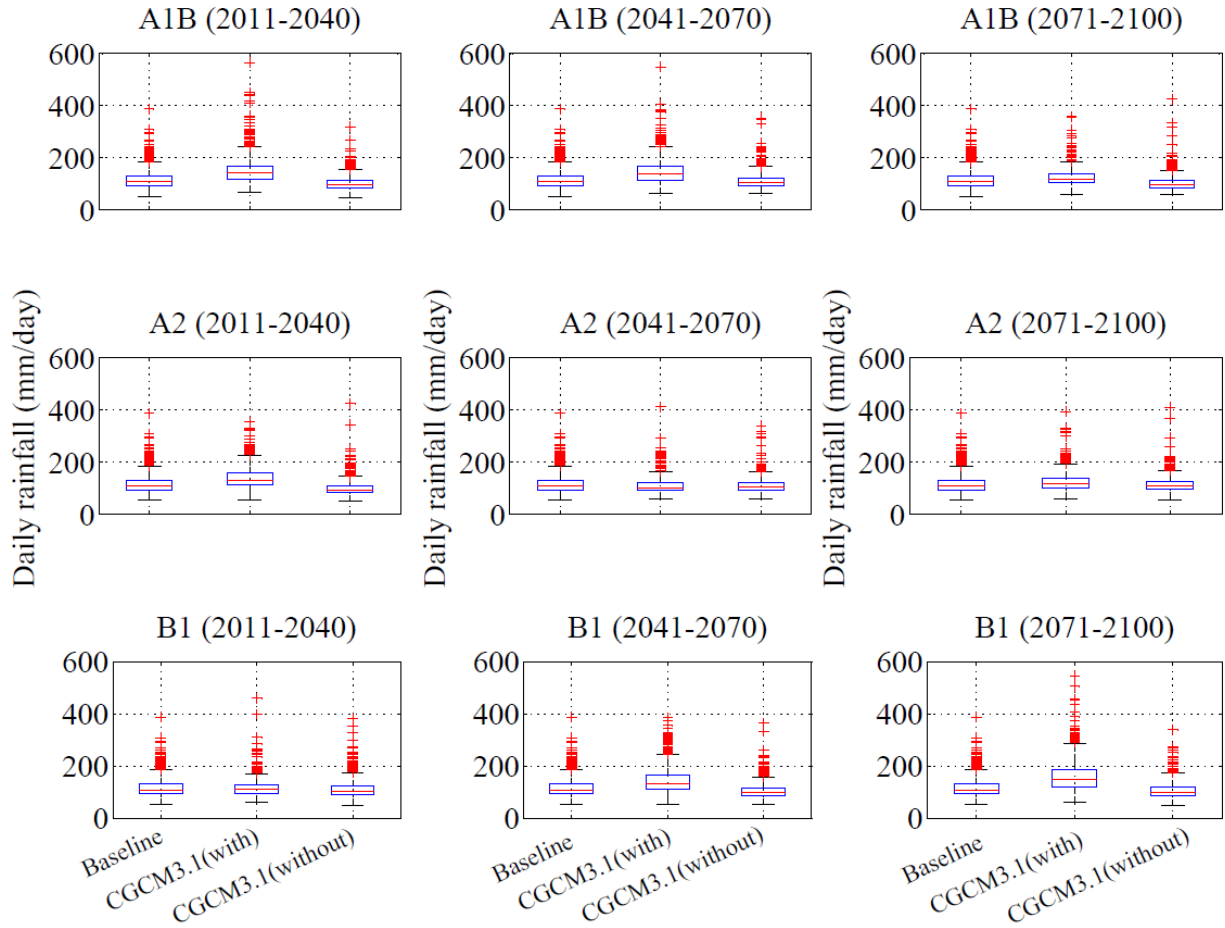 A1B (2011-2040)
A1B (2041-2070)
A1B (2071-2100)
600
400
200
0
600
400
200
0
600
400
200
0
Daily rainfall (mm/day)
Daily rainfall (mm/day)
Daily rainfall (mm/day)
A2 (2011-2040)
A2 (2041-2070)
A2 (2071-2100)
600
400
200
0
600
400
200
0
600
400
200
0
B1 (2011-2040)
B1 (2041-2070)
B1 (2071-2100)
600
400
200
0
600
400
200
0
600
400
200
0
Baseline
CGCM3.1(with)
CGCM3.1(without)
Baseline
CGCM3.1(with)
CGCM3.1(without)
Baseline
CGCM3.1(with)
CGCM3.1(without)